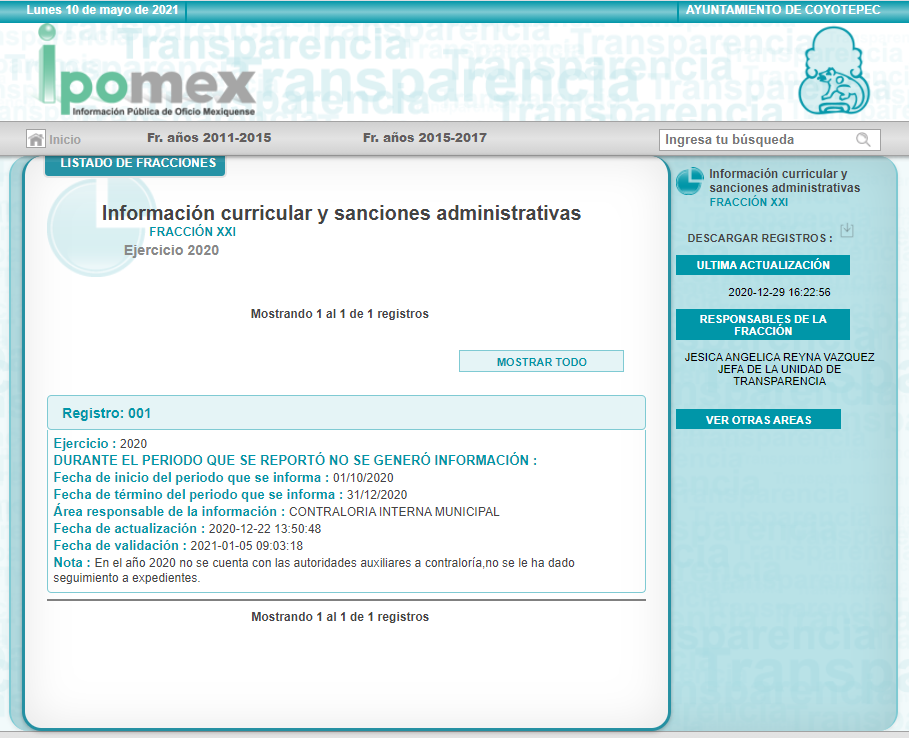 Lunes 10 de mayo de 2021
AYUNTAMIENTO DE COYOTEPEC
ipomex
Información Pública de Oficio Mexiquense
Transparencia
Inicio
Fr. años 2011-2015
Fr. años 2015-2017
Ingresa tu búsqueda
LISTADO DE FRACCIONES
Información curricular y sanciones administrativas
FRACCIÓN XXI
Ejercicio 2020
Mostrando 1 al 1 de 1 registros
MOSTRAR TODO
Registro: 001
Ejercicio : 2020
DURANTE EL PERIODO QUE SE REPORTÓ NO SE GENERÓ INFORMACIÓN :
Fecha de inicio del periodo que se informa : 01/10/2020
Fecha de término del periodo que se informa : 31/12/2020
Área responsable de la información : CONTRALORIA INTERNA MUNICIPAL
Fecha de actualización : 2020-12-22 13:50:48
Fecha de validación : 2021-01-05 09:03:18
Nota : En el año 2020 no se cuenta con las autoridades auxiliares a contraloría,no se le ha dado
seguimiento a expedientes.
Mostrando 1 al 1 de 1 registros
Información curricular y
sanciones administrativas
FRACCIÓN XXI
DESCARGAR REGISTROS :
ULTIMA ACTUALIZACIÓN
2020-12-29 16:22:56
RESPONSABLES DE LA
FRACCIÓN
JESICA ANGELICA REYNA VAZQUEZ
JEFA DE LA UNIDAD DE
TRANSPARENCIA
VER OTRAS AREAS